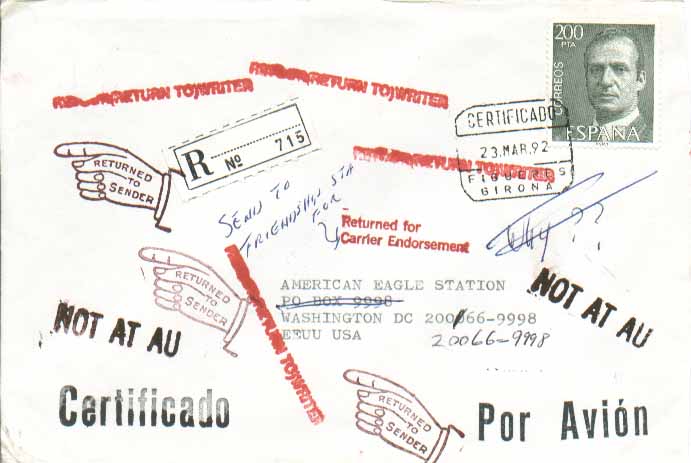 200
PTA
CORREOS
ESPAÑA
CERTIFICADO
23.MAR.92
FIGUERES
GIRONA
(RETURN TO)WRITER
(RETURN TO)WRITER
(RETURN TO)WRITER
R Nº 715
RETURNED
TO
SENDER
SEND TO
FRIENDSHIP STA
FOR
Returned for
Carrier Endorsement
??
RETURNED
TO
SENDER
(RETURN TO)WRITER
AMERICAN EAGLE STATION
PO BOX 9998
WASHINGTON DC 20066-9998
EEUU USA
20066-9998
NOT AT AU
NOT AT AU
Certificado
RETURNED
TO
SENDER
Por Avión